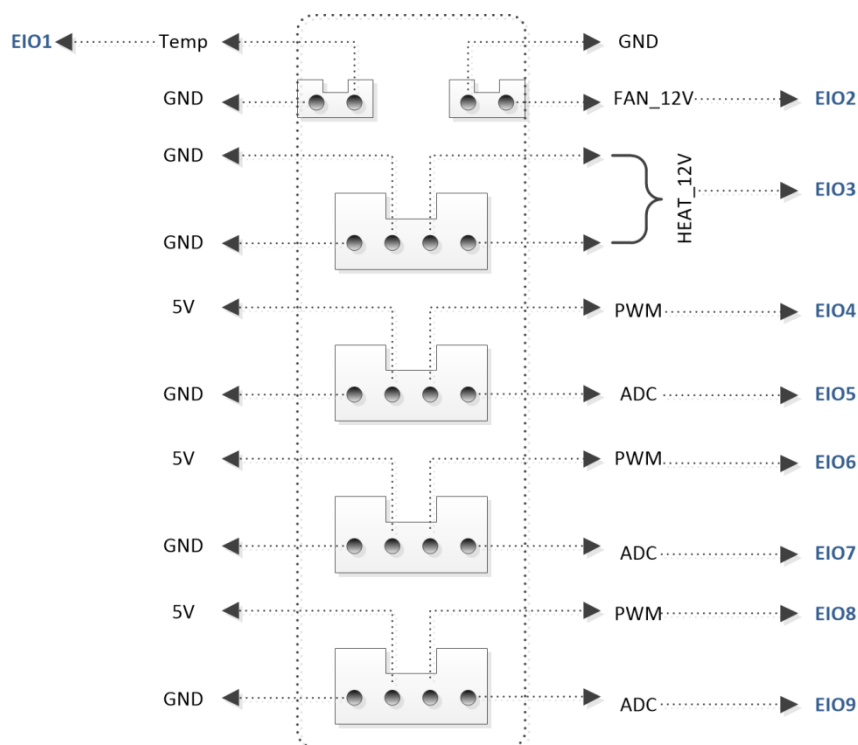 EIO1 Temp GND
GND FAN_12V EIO2
GND
HEAT_12V EIO3
GND
5V PWM EIO4
GND ADC EIO5
5V PWM EIO6
GND ADC EIO7
5V PWM EIO8
GND ADC EIO9